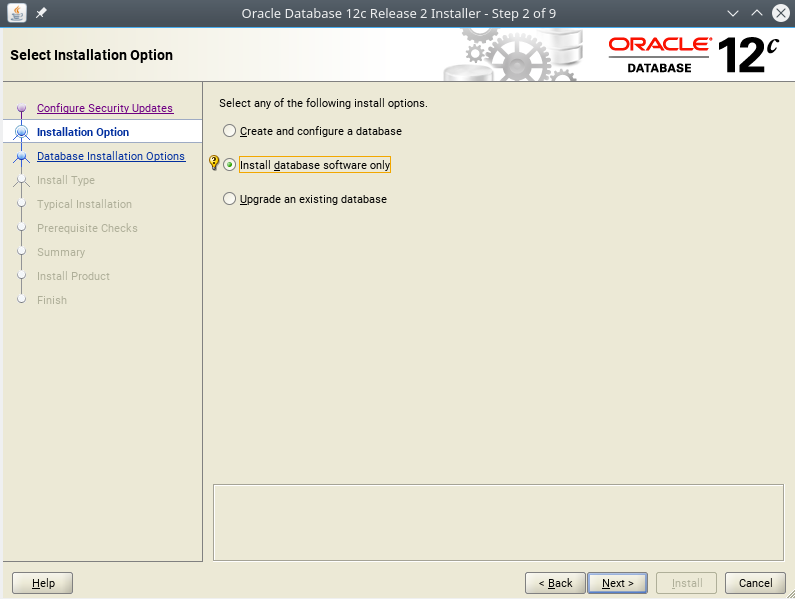 Oracle Database 12c Release 2 Installer - Step 2 of 9
Select Installation Option
ORACLE®
DATABASE
12c
Configure Security Updates
Installation Option
Database Installation Options
Install Type
Typical Installation
Prerequisite Checks
Summary
Install Product
Finish
Select any of the following install options.
Create and configure a database
Install database software only
Upgrade an existing database
Help
< Back
Next >
Install
Cancel